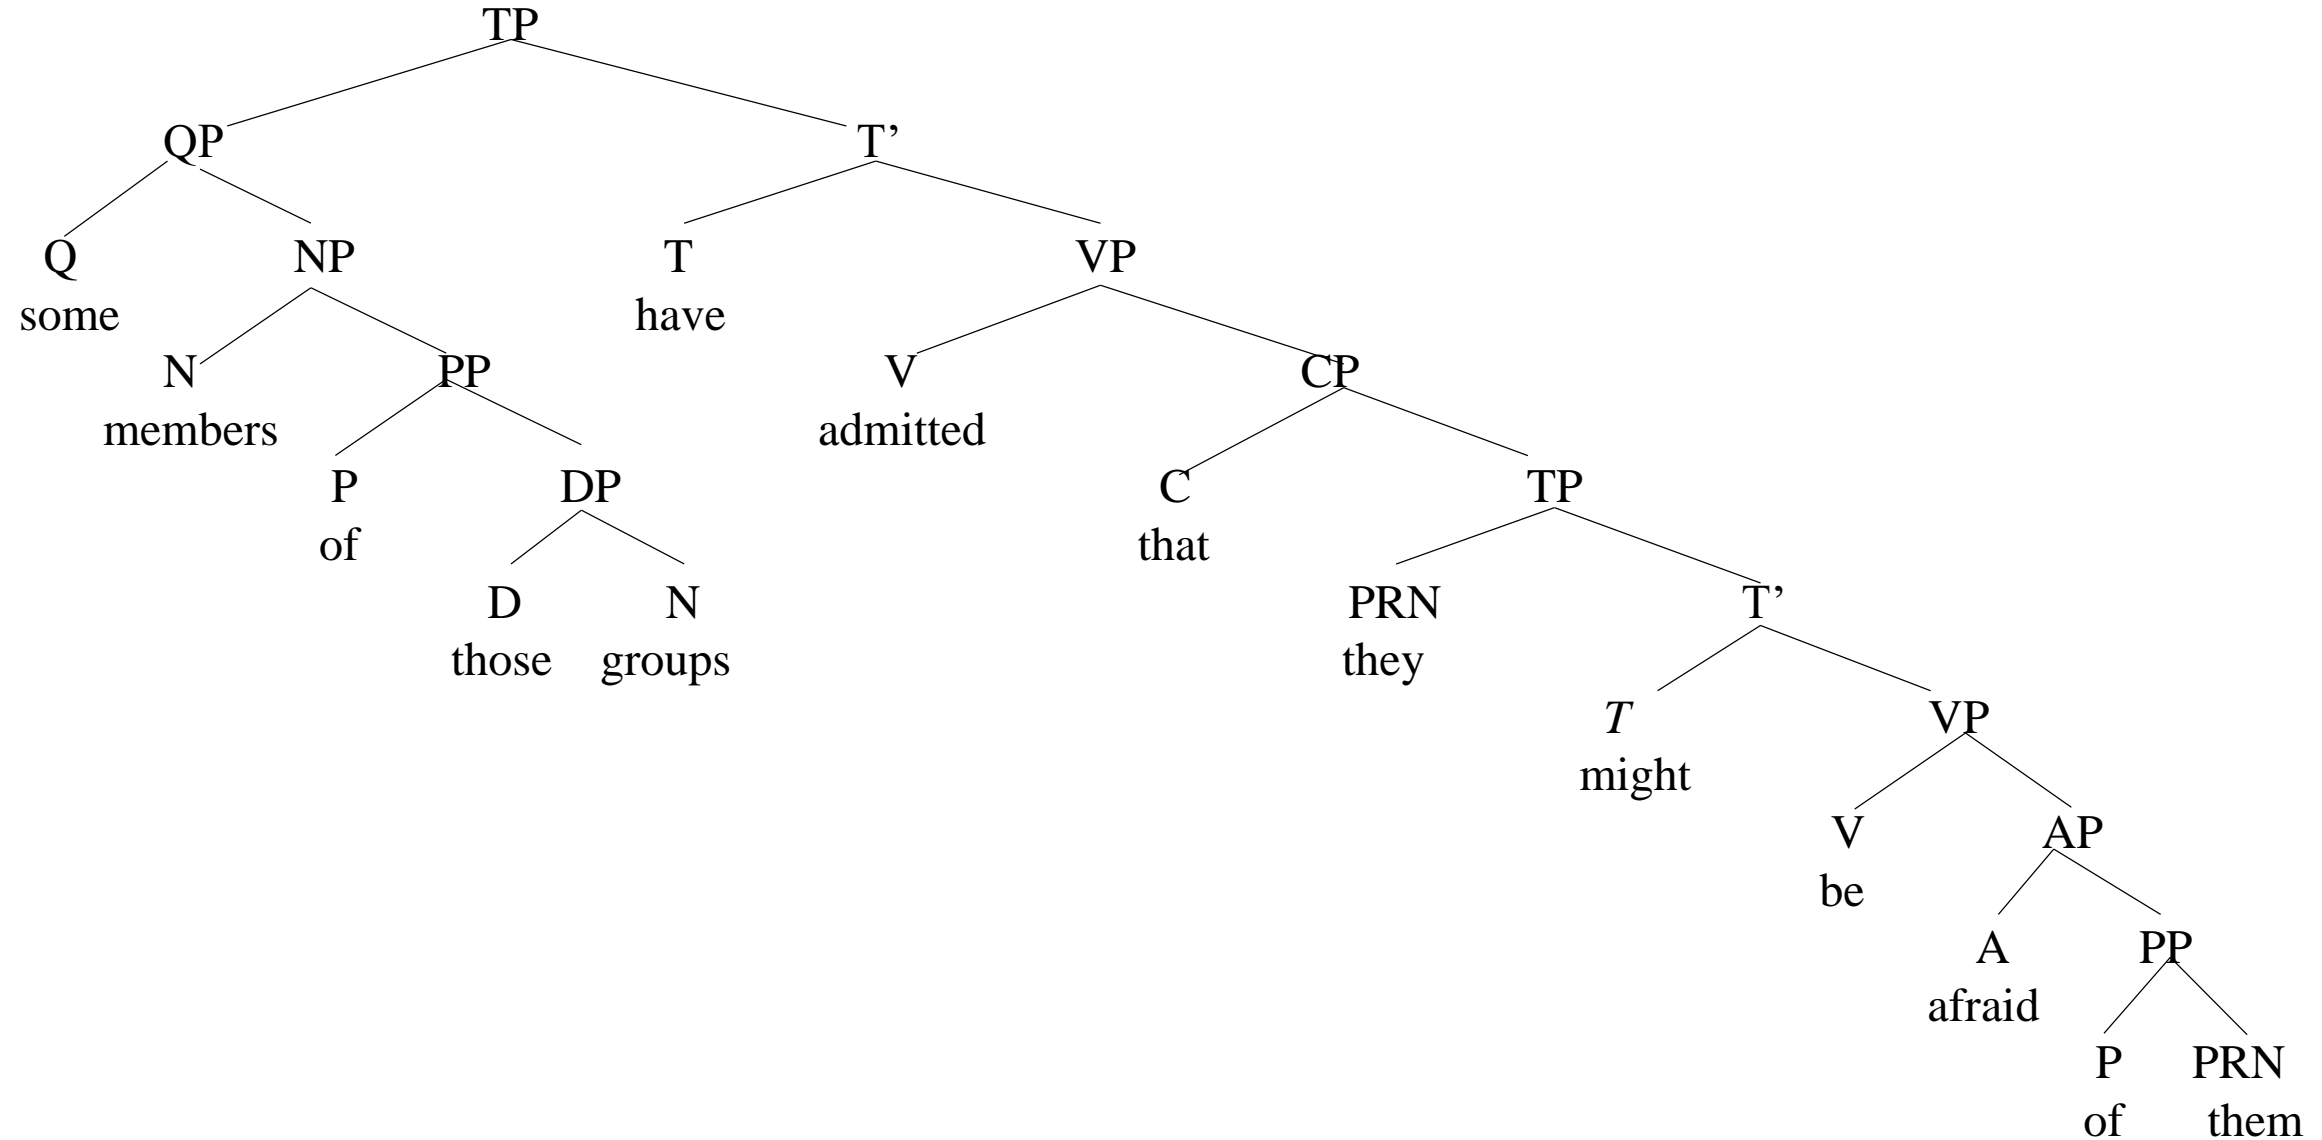 TP
QP T’
Q NP T VP
some have
N PP V CP
members admitted
P DP C TP
of that
D N PRN T’
those groups they
T VP
might
V AP
be
A PP
afraid
P PRN
of them